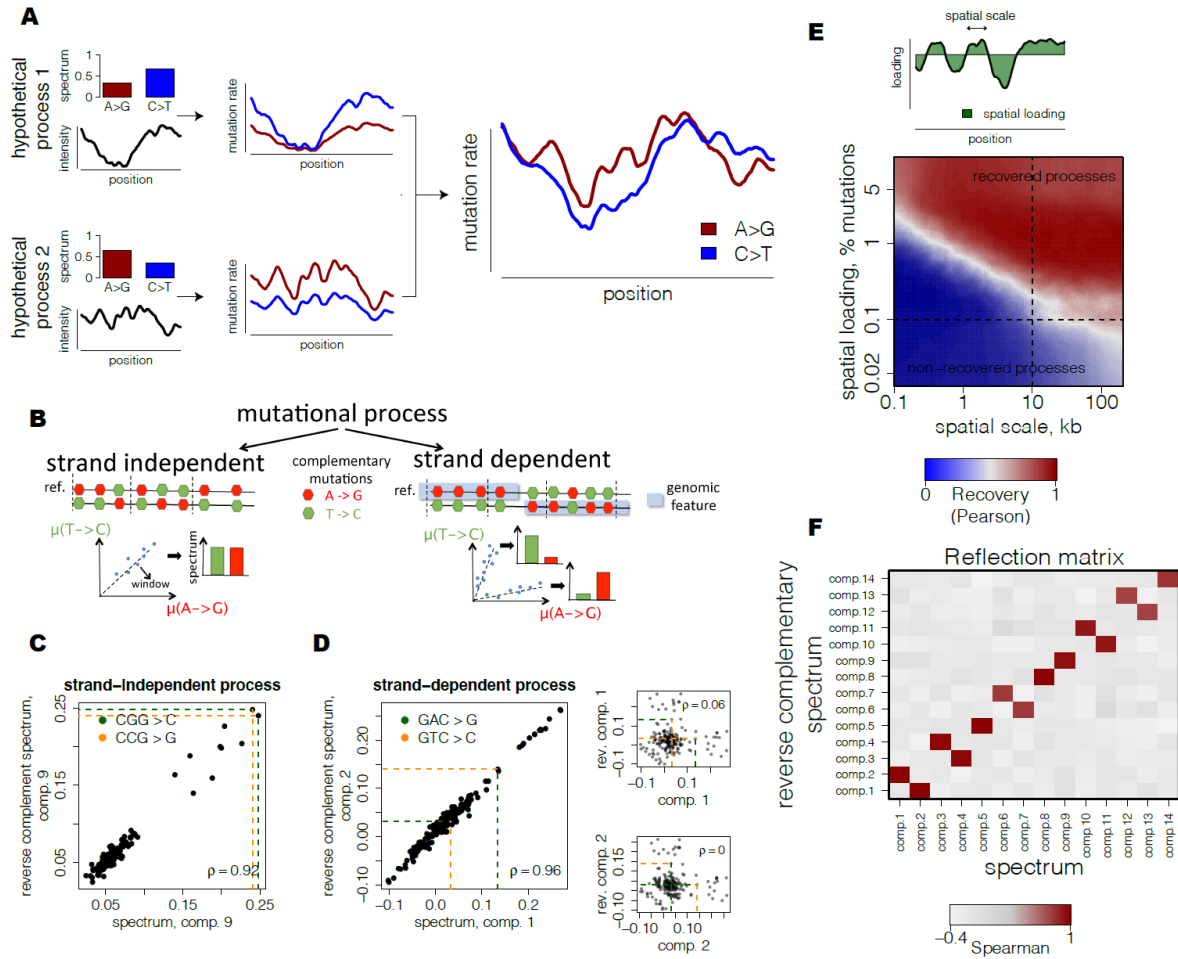 A
hypothetical
process 1
spectrum
1
0.5
0
A>G
C>T
intensity
position
mutation rate
position
hypothetical
process 2
spectrum
1
0.5
0
A>G
C>T
intensity
position
mutation rate
position
mutation rate
A>G
C>T
position
B
mutational process
strand independent
ref.
complementary
mutations
A -> G
T -> C
strand dependent
ref.
genomic
feature
μ(T->C)
window
μ(A->G)
spectrum
μ(T->C)
μ(A->G)
C
strand-independent process
CGG > C
CCG > G
reverse complement spectrum,
comp. 9
0.25
0.15
0.05
ρ=0.92
0.05
0.15
0.25
spectrum, comp. 9
D
strand-dependent process
GAC > G
GTC > C
reverse complement spectrum,
comp. 2
0.20
0.10
0.00
-0.10
ρ=0.96
-0.1
0.0
0.1
0.2
spectrum, comp. 1
rev. comp. 1
0.1
-0.1
ρ=0.06
-0.1
0.1
comp. 1
rev. comp. 2
0.15
-0.10
ρ=0
-0.10
0.10
comp. 2
E
spatial scale
loading
spatial loading
position
spatial loading, % mutations
5
1
0.1
0.02
recovered processes
non-recovered processes
0.1
1
10
100
spatial scale, kb
0
1
Recovery
(Pearson)
F
Reflection matrix
reverse complementary
spectrum
comp.14
comp.13
comp.12
comp.11
comp.10
comp.9
comp.8
comp.7
comp.6
comp.5
comp.4
comp.3
comp.2
comp.1
comp.1
comp.2
comp.3
comp.4
comp.5
comp.6
comp.7
comp.8
comp.9
comp.10
comp.11
comp.12
comp.13
comp.14
spectrum
-0.4
1
Spearman